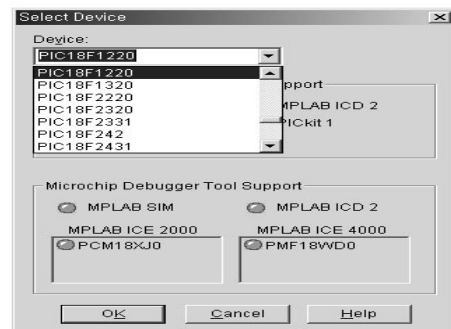 Select Device
Device:
PIC18F1220
PIC18F1220
PIC18F1320
PIC18F2220
PIC18F2320
PIC18F2331
PIC18F242
PIC18F2431
pport
MPLAB ICD 2
PICkit 1
Microchip Debugger Tool Support
MPLAB SIM MPLAB ICD 2
MPLAB ICE 2000 MPLAB ICE 4000
PCM18XJ0 PMF18WD0
OK Cancel Help